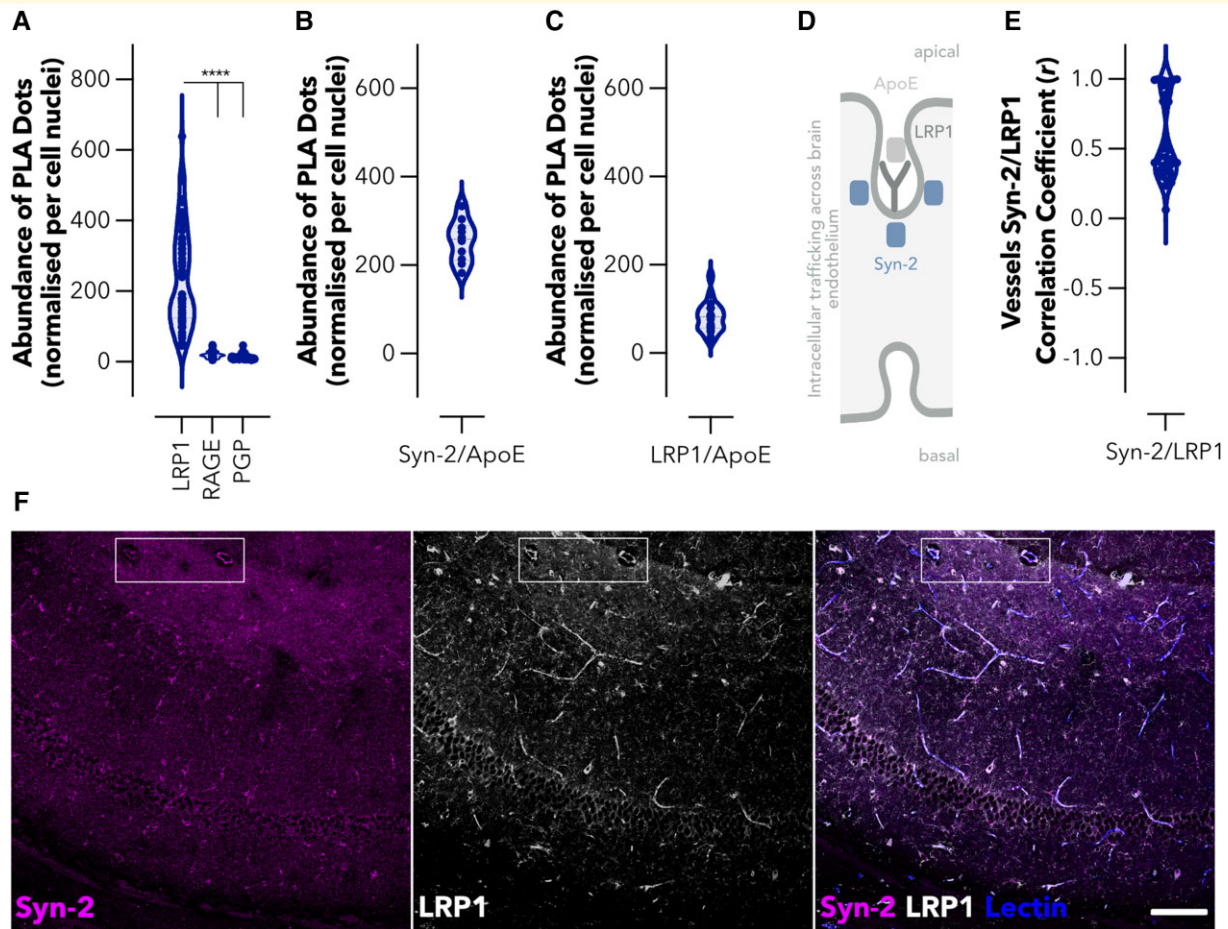 A
Abundance of PLA Dots
(normalised per cell nuclei)
800
600
400
200
0
****
LRP1
RAGE
PGP
B
Abundance of PLA Dots
(normalised per cell nuclei)
600
400
200
0
Syn-2/ApoE
C
Abundance of PLA Dots
(normalised per cell nuclei)
600
400
200
0
LRP1/ApoE
D
Intracellular trafficking across brain
endothelium
apical
ApoE
LRP1
Syn-2
basal
E
Vessels Syn-2/LRP1
Correlation Coefficient (r)
1.0
0.5
0.0
-0.5
-1.0
Syn-2/LRP1
F
Syn-2
LRP1
Syn-2 LRP1 Lectin